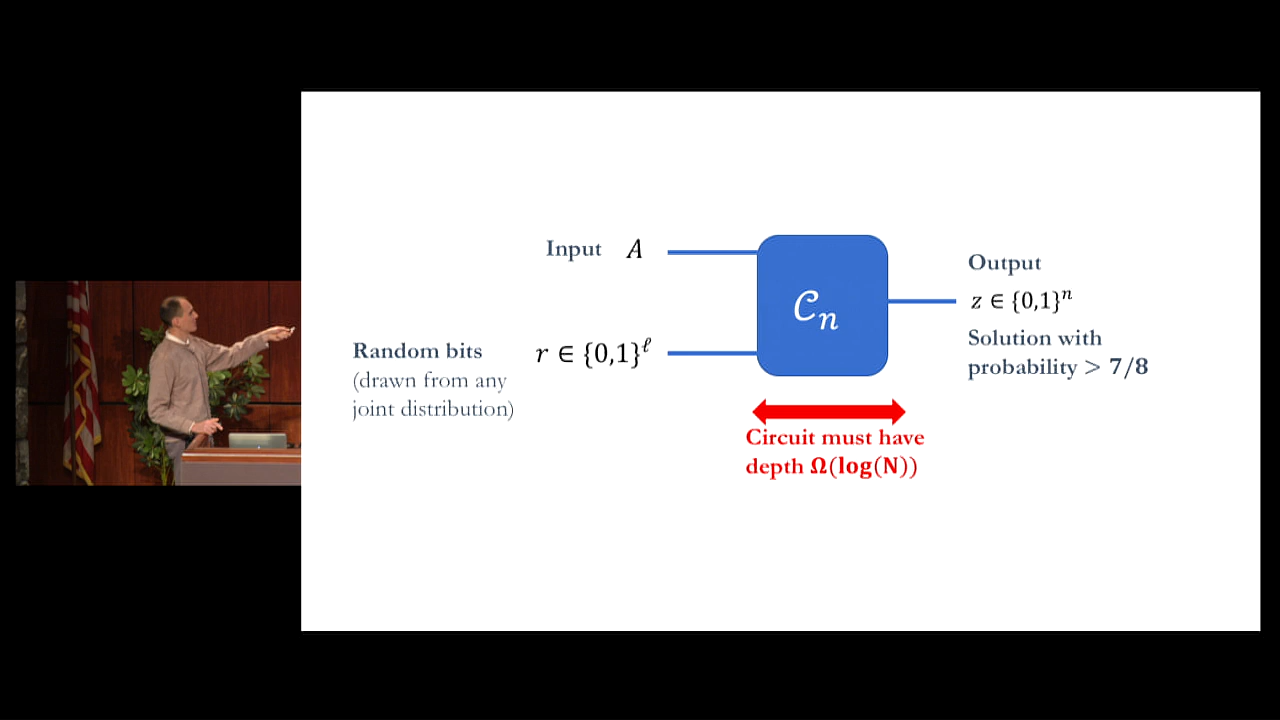 Input A
Random bits r ∈ {0,1}^ℓ
(drawn from any
joint distribution)
𝒞_n
Output
z ∈ {0,1}^n
Solution with
probability > 7/8
Circuit must have
depth Ω(log(N))